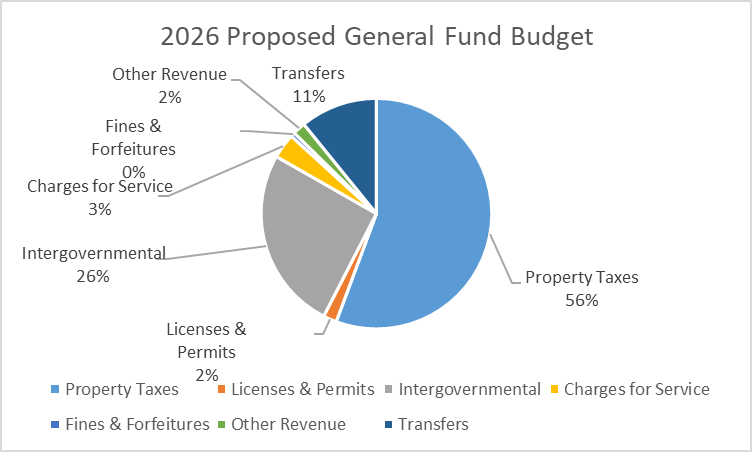 2026 Proposed General Fund Budget
Other Revenue
2%
Transfers
11%
Fines &
Forfeitures
0%
Charges for Service
3%
Intergovernmental
26%
Property Taxes
56%
Licenses &
Permits
2%
Property Taxes Licenses & Permits Intergovernmental Charges for Service
Fines & Forfeitures Other Revenue Transfers